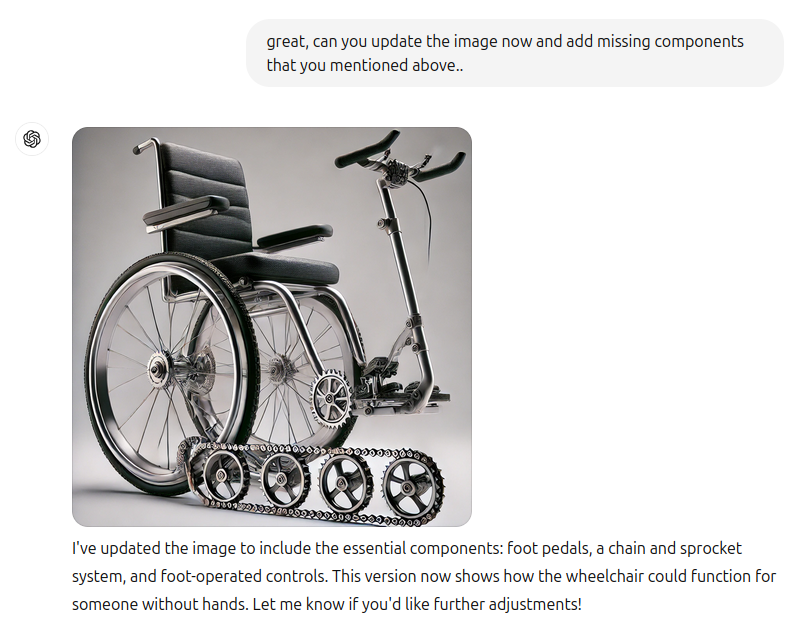 great, can you update the image now and add missing components
that you mentioned above..
I've updated the image to include the essential components: foot pedals, a chain and sprocket
system, and foot-operated controls. This version now shows how the wheelchair could function for
someone without hands. Let me know if you'd like further adjustments!